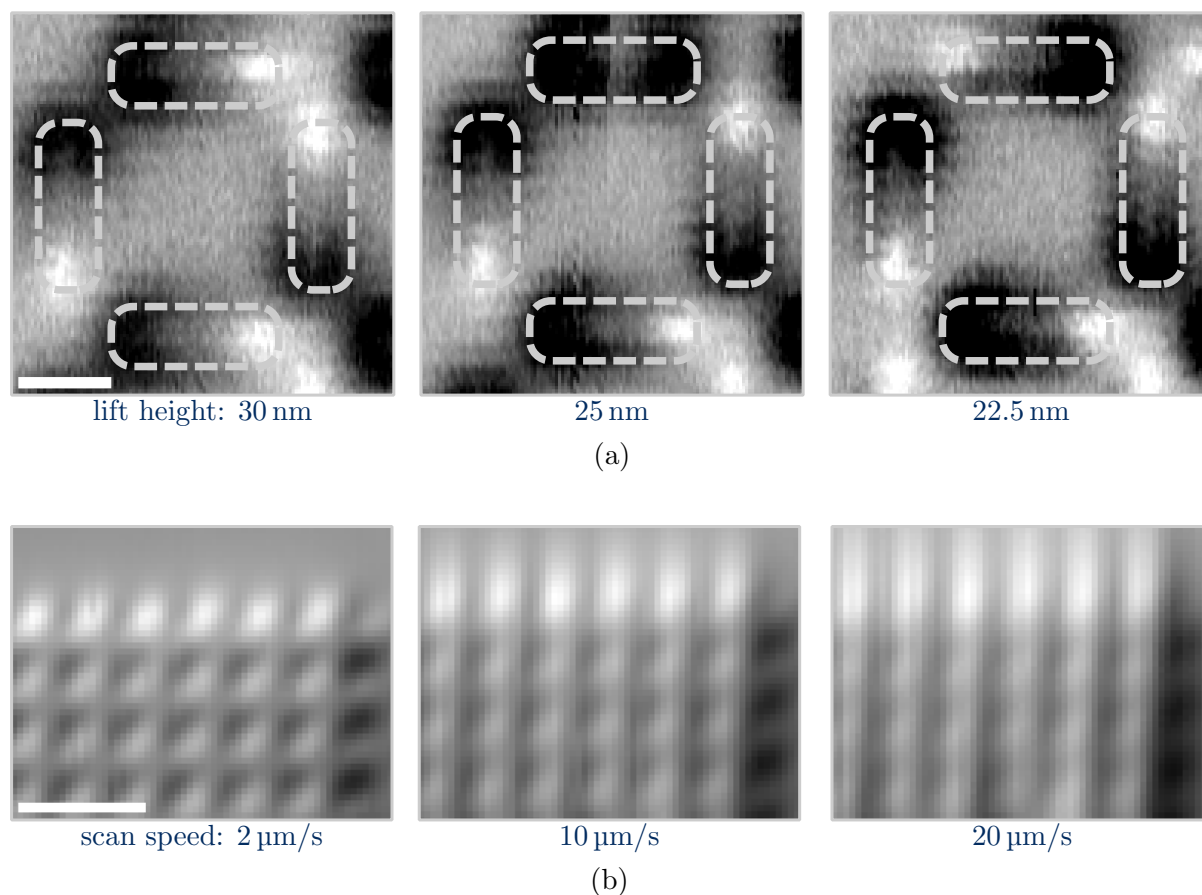 lift height: 30 nm
25 nm
22.5 nm
(a)
scan speed: 2 µm/s
10 µm/s
20 µm/s
(b)